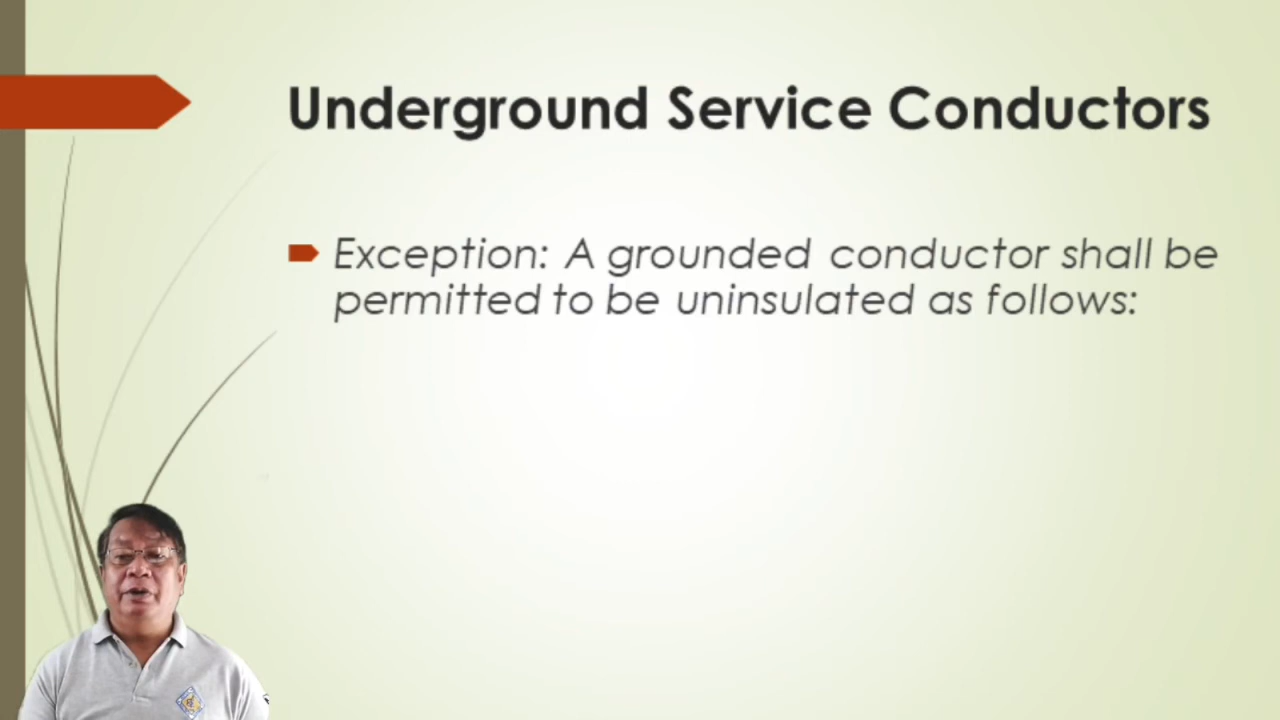 Underground Service Conductors
Exception: A grounded conductor shall be
permitted to be uninsulated as follows: